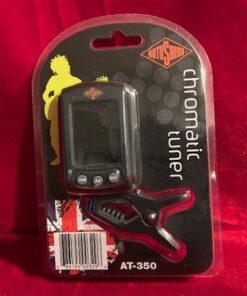 ROTOSOUND
chromatic
tuner
AT-350